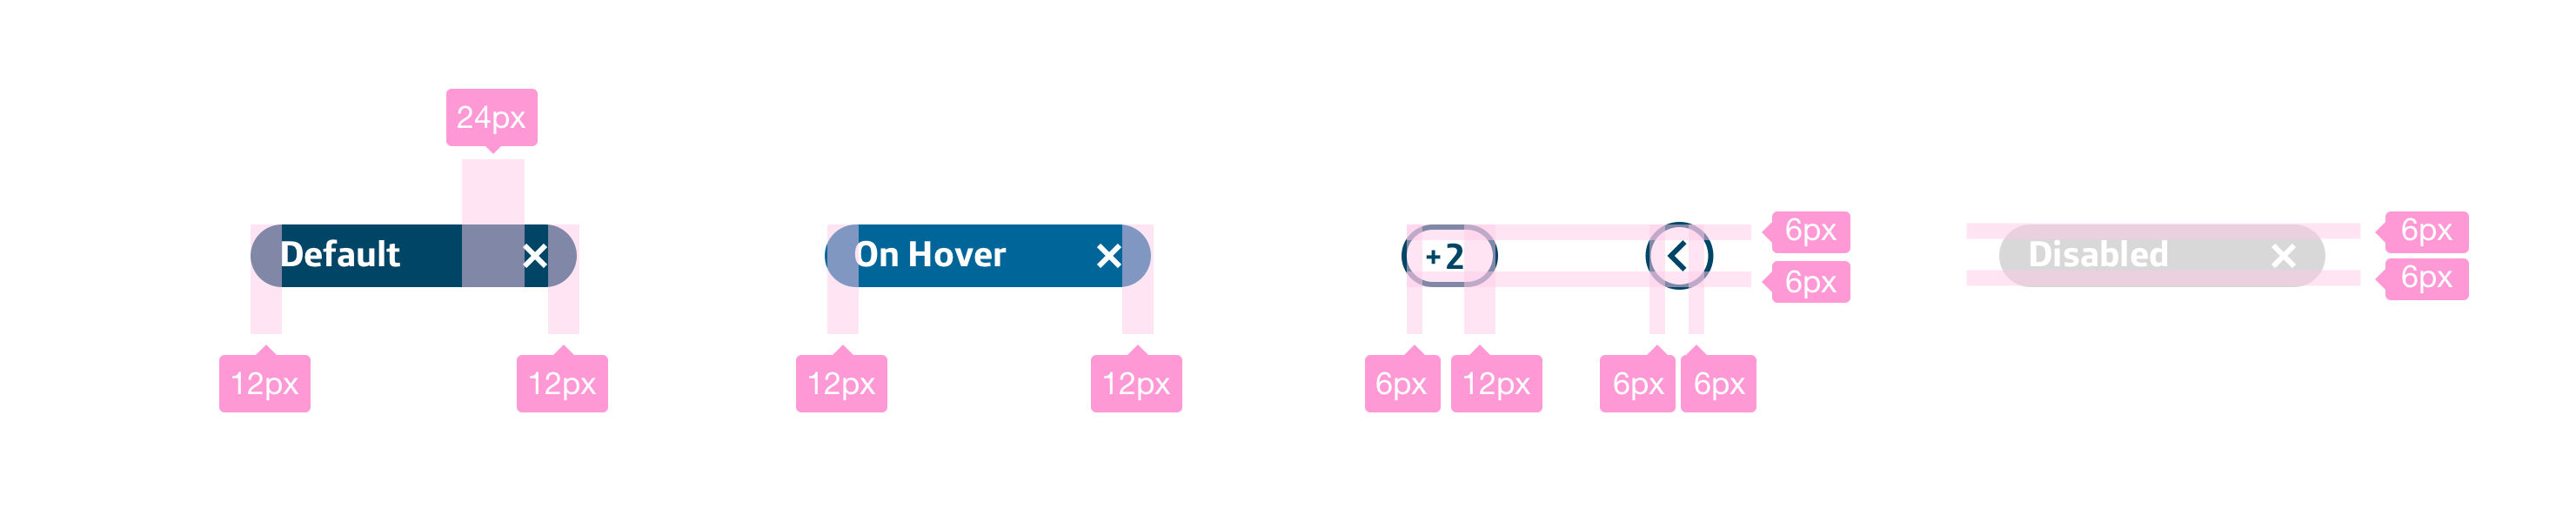 24px
Default ×
12px 12px
On Hover ×
12px 12px
+2 <
6px
6px
6px 12px 6px 6px
Disabled ×
6px
6px